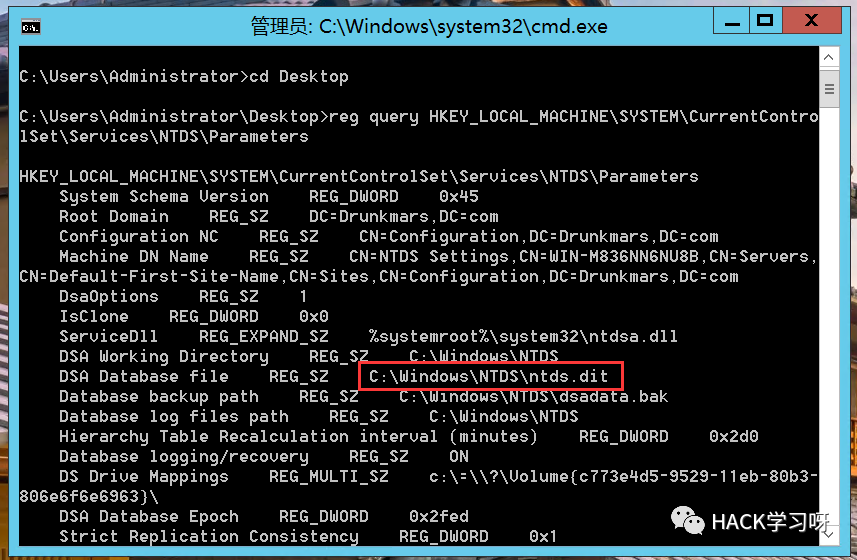 管理员: C:\Windows\system32\cmd.exe
C:\Users\Administrator>cd Desktop
C:\Users\Administrator\Desktop>reg query HKEY_LOCAL_MACHINE\SYSTEM\CurrentContro
lSet\Services\NTDS\Parameters
HKEY_LOCAL_MACHINE\SYSTEM\CurrentControlSet\Services\NTDS\Parameters
    System Schema Version    REG_DWORD    0x45
    Root Domain    REG_SZ    DC=Drunkmars,DC=com
    Configuration NC    REG_SZ    CN=Configuration,DC=Drunkmars,DC=com
    Machine DN Name    REG_SZ    CN=NTDS Settings,CN=WIN-M836NN6NU8B,CN=Servers,
CN=Default-First-Site-Name,CN=Sites,CN=Configuration,DC=Drunkmars,DC=com
    DsaOptions    REG_SZ    1
    IsClone    REG_DWORD    0x0
    ServiceDll    REG_EXPAND_SZ    %systemroot%\system32\ntdsa.dll
    DSA Working Directory    REG_SZ    C:\Windows\NTDS
    DSA Database file    REG_SZ    C:\Windows\NTDS\ntds.dit
    Database backup path    REG_SZ    C:\Windows\NTDS\dsadata.bak
    Database log files path    REG_SZ    C:\Windows\NTDS
    Hierarchy Table Recalculation interval (minutes)    REG_DWORD    0x2d0
    Database logging/recovery    REG_SZ    ON
    DS Drive Mappings    REG_MULTI_SZ    c:\=\\?\Volume{c773e4d5-9529-11eb-80b3-
806e6f6e6963}\
    DSA Database Epoch    REG_DWORD    0x2fed
    Strict Replication Consistency    REG_DWORD    0x1
HACK学习呀